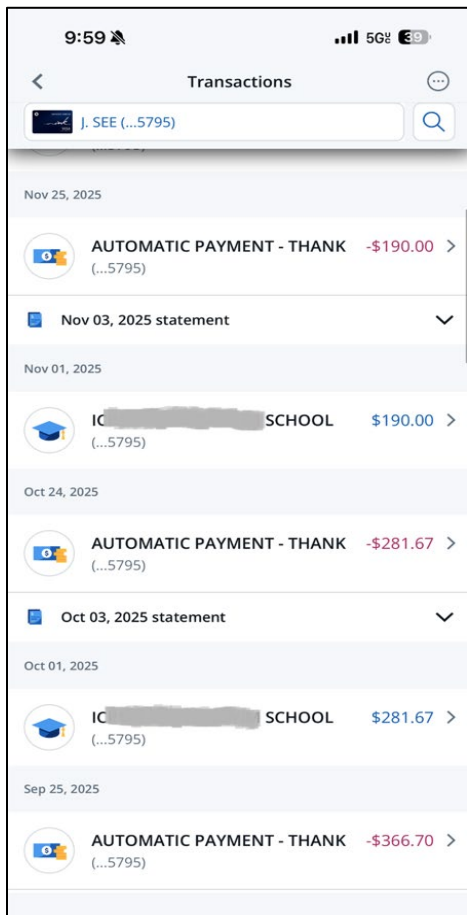 9:59
5G
39
Transactions
J. SEE (...5795)
Nov 25, 2025
AUTOMATIC PAYMENT - THANK -$190.00
(...5795)
Nov 03, 2025 statement
Nov 01, 2025
SCHOOL $190.00
(...5795)
Oct 24, 2025
AUTOMATIC PAYMENT - THANK -$281.67
(...5795)
Oct 03, 2025 statement
Oct 01, 2025
SCHOOL $281.67
(...5795)
Sep 25, 2025
AUTOMATIC PAYMENT - THANK -$366.70
(...5795)